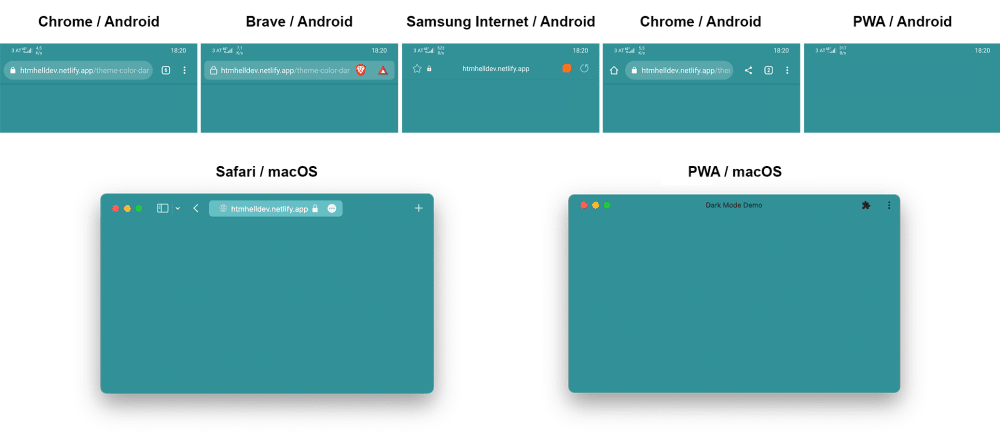 Chrome / Android
Brave / Android
Samsung Internet / Android
Chrome / Android
PWA / Android
18:20
htmhelldev.netlify.app/theme-color-dar
5
18:20
htmhelldev.netlify.app/theme-color-dar
18:20
htmhelldev.netlify.app
18:20
htmhelldev.netlify.app/the
2
18:20
Safari / macOS
PWA / macOS
htmhelldev.netlify.app
Dark Mode Demo